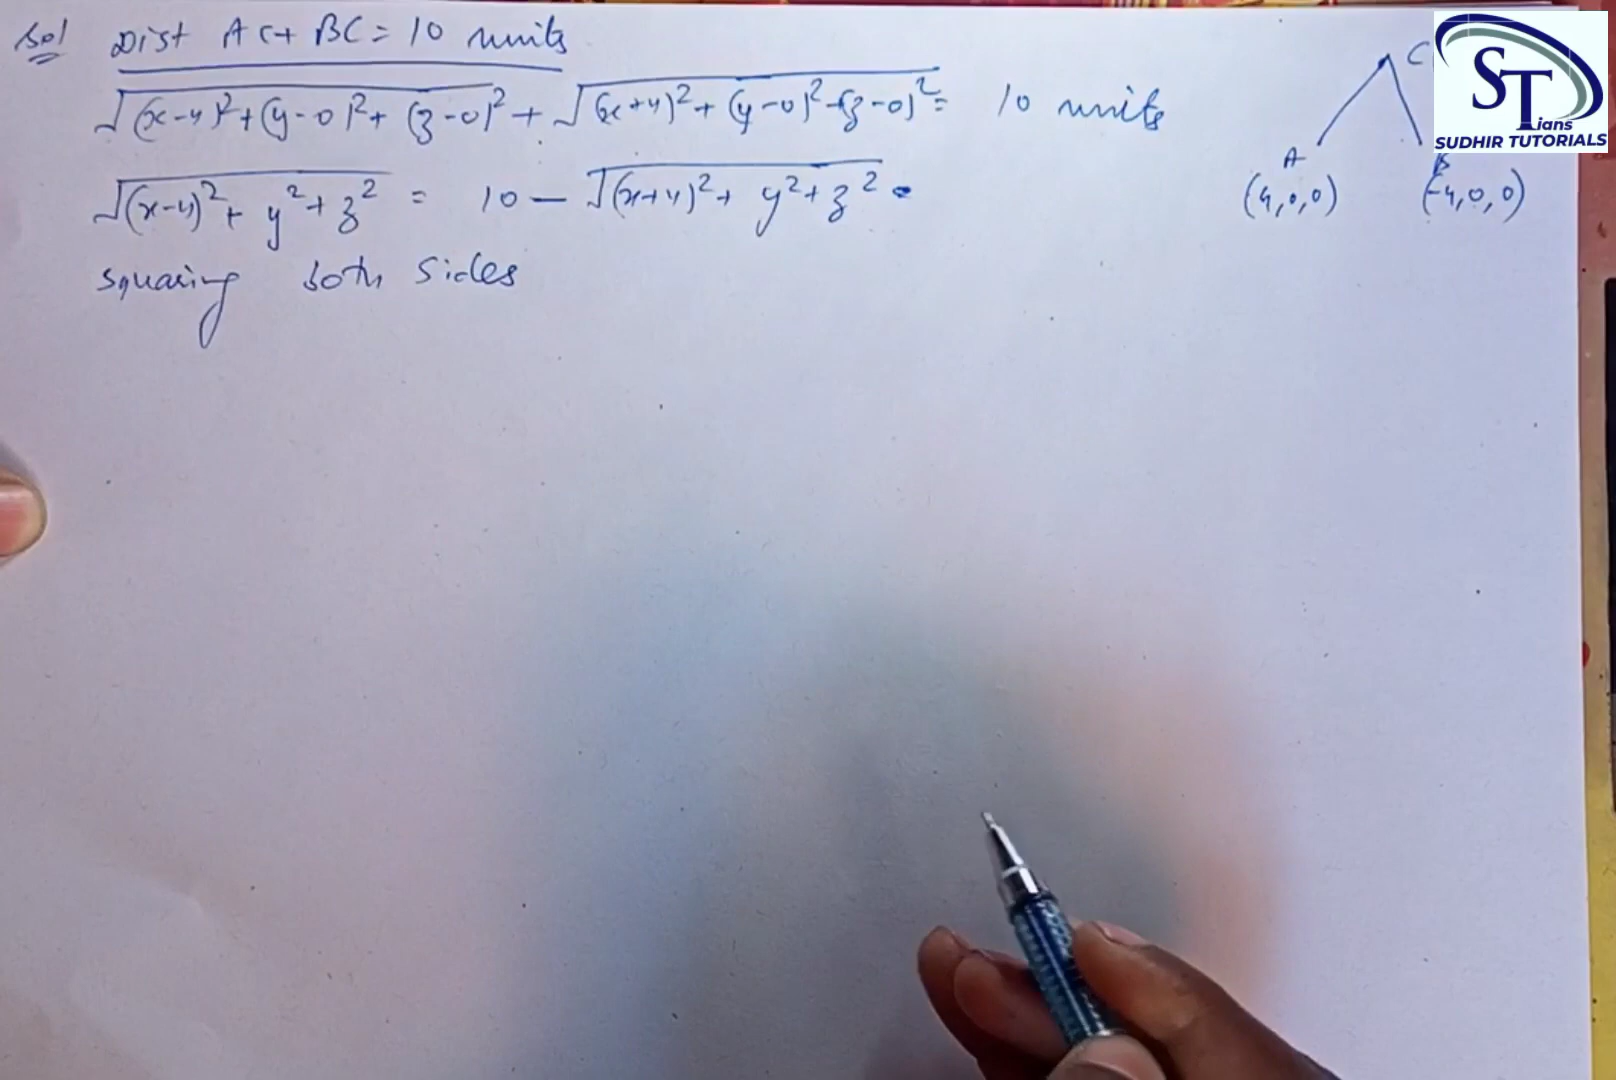 Sol Dist AC + BC = 10 units
√(x-4)²+(y-0)²+(z-0)² + √(x+4)²+(y-0)²+(z-0)² = 10 units
√(x-4)²+y²+z² = 10 - √(x+4)²+y²+z²
squaring both sides
C
A
B
(4,0,0) (-4,0,0)
ST
ians
SUDHIR TUTORIALS